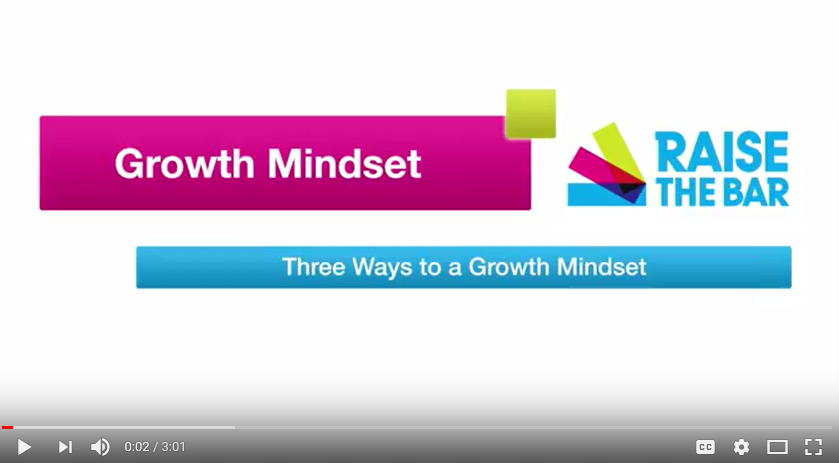 Growth Mindset
RAISE
THE BAR
Three Ways to a Growth Mindset
0:02 / 3:01
CC